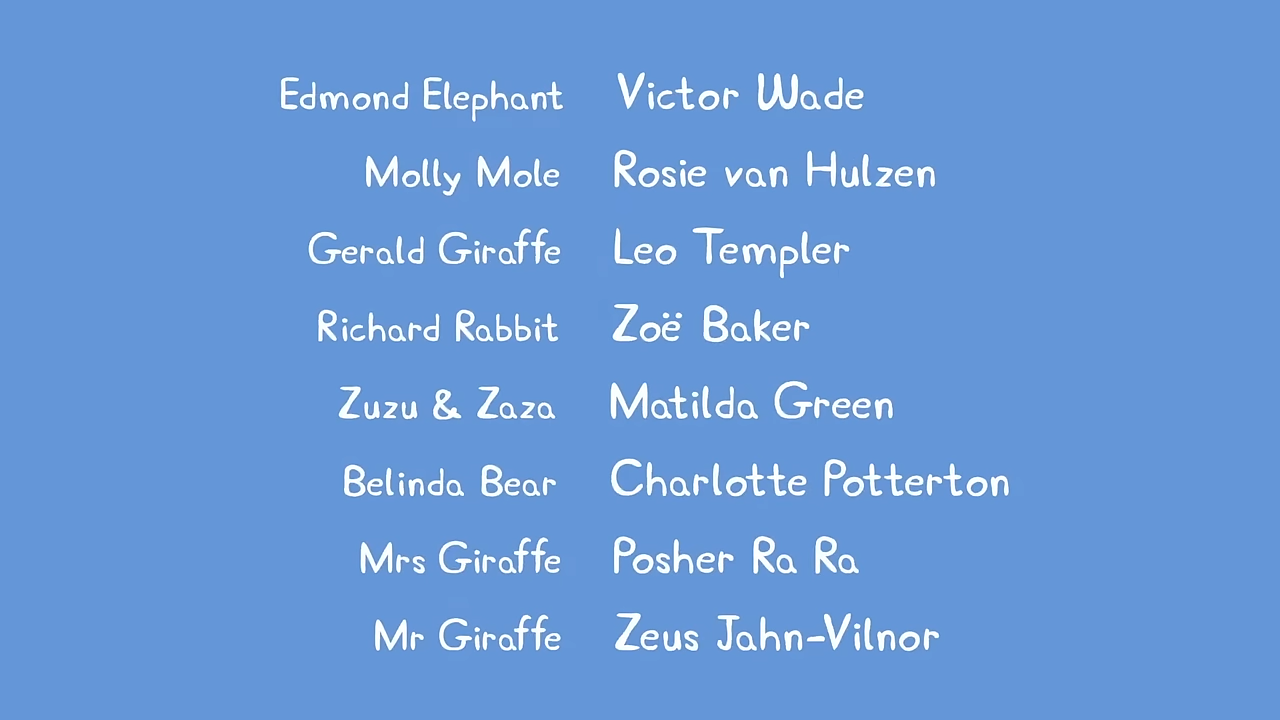 Edmond Elephant Victor Wade
Molly Mole Rosie van Hulzen
Gerald Giraffe Leo Templer
Richard Rabbit Zoë Baker
Zuzu & Zaza Matilda Green
Belinda Bear Charlotte Potterton
Mrs Giraffe Posher Ra Ra
Mr Giraffe Zeus Jahn-Vilnor